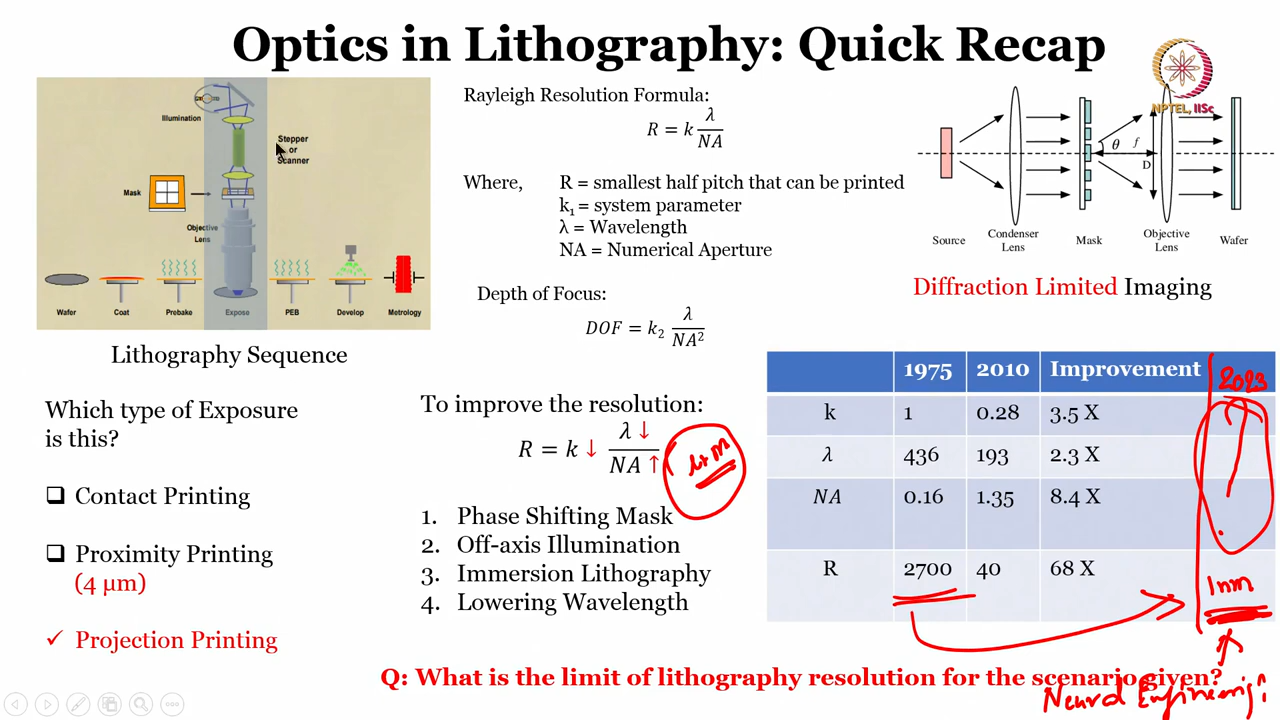 Optics in Lithography: Quick Recap
NPTEL, IISc
Illumination
Stepper
or
Scanner
Mask
Objective
Lens
Wafer
Coat
Prebake
Expose
PEB
Develop
Metrology
Lithography Sequence
Which type of Exposure
is this?
Contact Printing
Proximity Printing
(4 μm)
✓ Projection Printing
Rayleigh Resolution Formula:
R = k λ/NA
Where, R = smallest half pitch that can be printed
k₁ = system parameter
λ = Wavelength
NA = Numerical Aperture
Depth of Focus:
DOF = k₂ λ/NA²
To improve the resolution:
R = k ↓ λ ↓/NA ↑
1. Phase Shifting Mask
2. Off-axis Illumination
3. Immersion Lithography
4. Lowering Wavelength
θ f
D
Source
Condenser
Lens
Mask
Objective
Lens
Wafer
Diffraction Limited Imaging
1975 2010 Improvement 2023
k 1 0.28 3.5 X
λ 436 193 2.3 X
NA 0.16 1.35 8.4 X
R 2700 40 68 X 1nm
Q: What is the limit of lithography resolution for the scenario given?
Neural Engineering